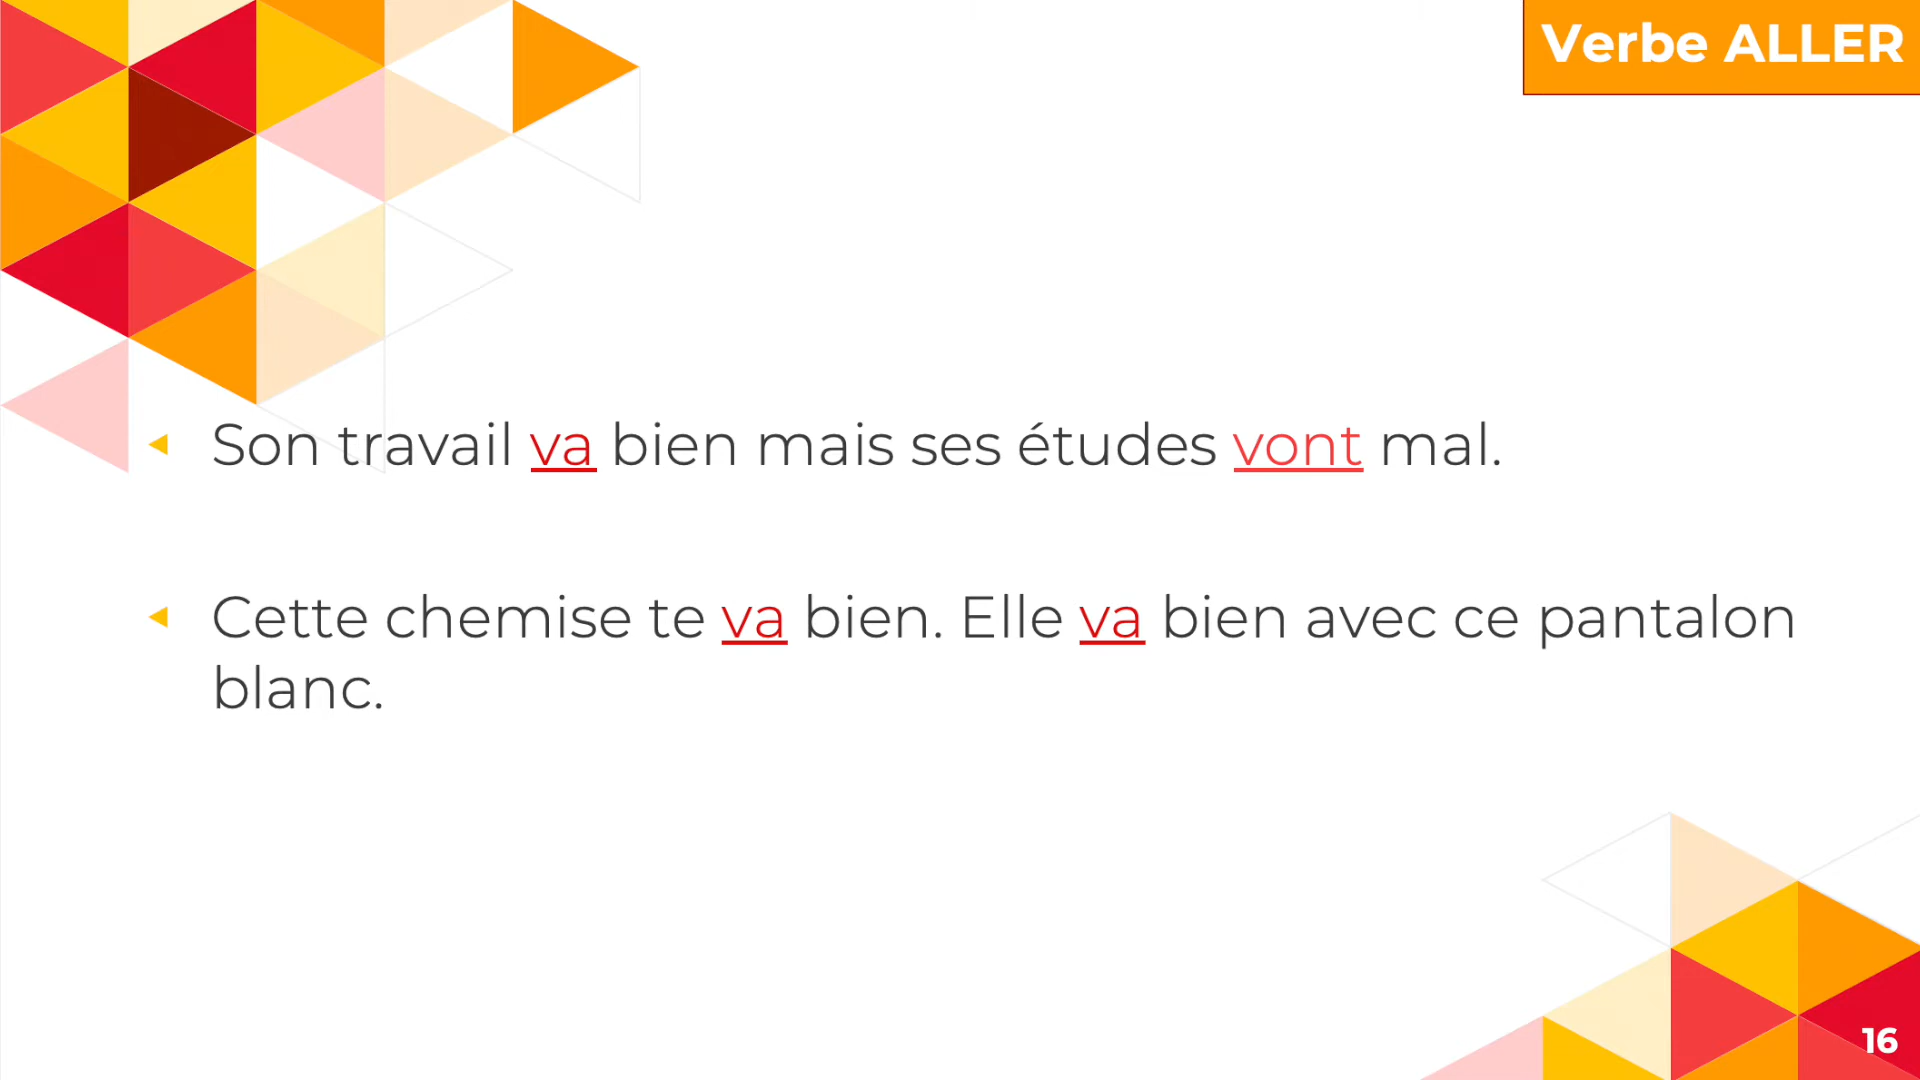 Verbe ALLER
Son travail va bien mais ses études vont mal.
Cette chemise te va bien. Elle va bien avec ce pantalon
blanc.
16